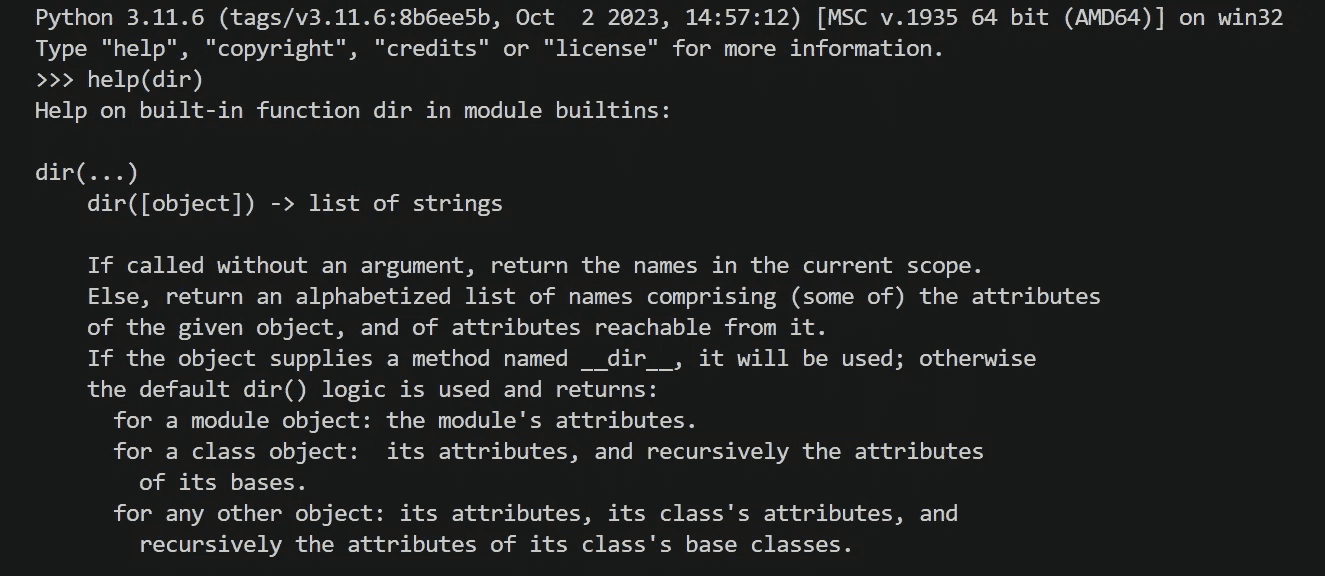 Python 3.11.6 (tags/v3.11.6:8b6ee5b, Oct  2 2023, 14:57:12) [MSC v.1935 64 bit (AMD64)] on win32
Type "help", "copyright", "credits" or "license" for more information.
>>> help(dir)
Help on built-in function dir in module builtins:

dir(...)
    dir([object]) -> list of strings

    If called without an argument, return the names in the current scope.
    Else, return an alphabetized list of names comprising (some of) the attributes
    of the given object, and of attributes reachable from it.
    If the object supplies a method named __dir__, it will be used; otherwise
    the default dir() logic is used and returns:
      for a module object: the module's attributes.
      for a class object:  its attributes, and recursively the attributes
        of its bases.
      for any other object: its attributes, its class's attributes, and
        recursively the attributes of its class's base classes.